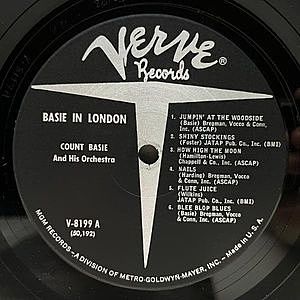 Verve®
Records
BASIE IN LONDON
COUNT BASIE
And His Orchestra
V-8199 A
(50,192)
1. JUMPIN' AT THE WOODSIDE
(Basie) Bregman, Vocco & Conn,
Inc. (ASCAP)
2. SHINY STOCKINGS
(Foster) JATAP Pub. Co., Inc. (BMI)
3. HOW HIGH THE MOON
(Hamilton-Lewis)
Chappell & Co., Inc. (ASCAP)
4. NAILS
(Harding) Bregman, Vocco &
Conn, Inc. (ASCAP)
5. FLUTE JUICE
(Wilkins)
JATAP Pub. Co., Inc. (BMI)
6. BLEE BLOP BLUES
(Basie) Bregman, Vocco & Conn,
Inc. (ASCAP)
MGM RECORDS—A DIVISION OF METRO-GOLDWYN-MAYER, INC., Made in U.S.A.